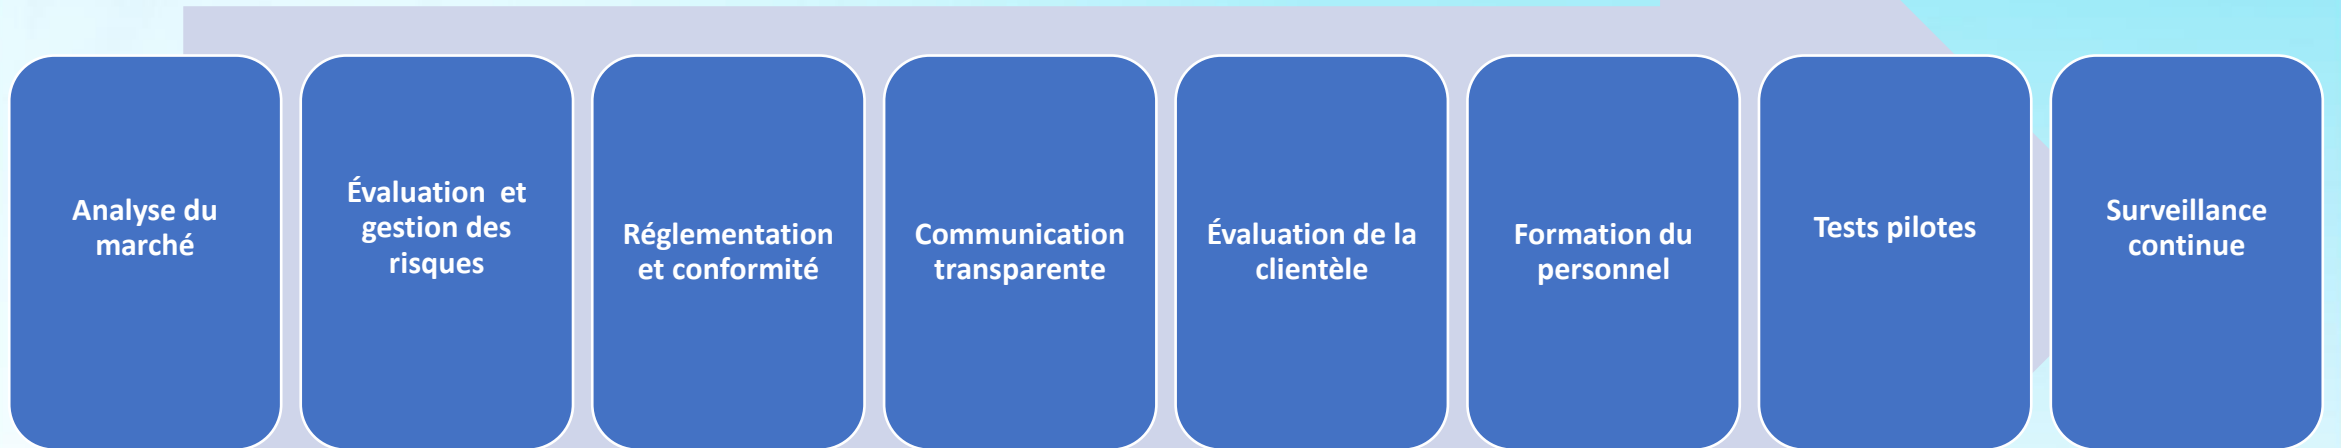 Analyse du
marché
Évaluation et
gestion des
risques
Réglementation
et conformité
Communication
transparente
Évaluation de la
clientèle
Formation du
personnel
Tests pilotes
Surveillance
continue